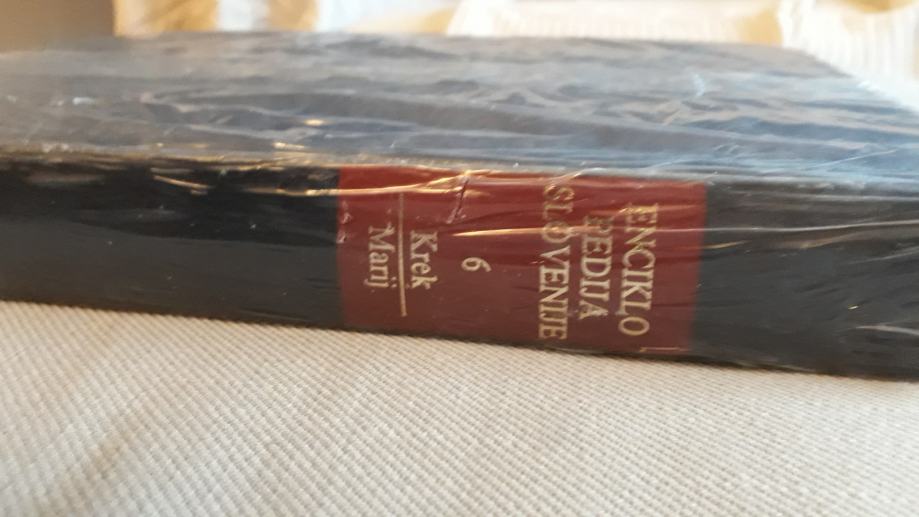 ENCIKLO
PEDIJA
SLOVENIJE
6
Krek
Marij